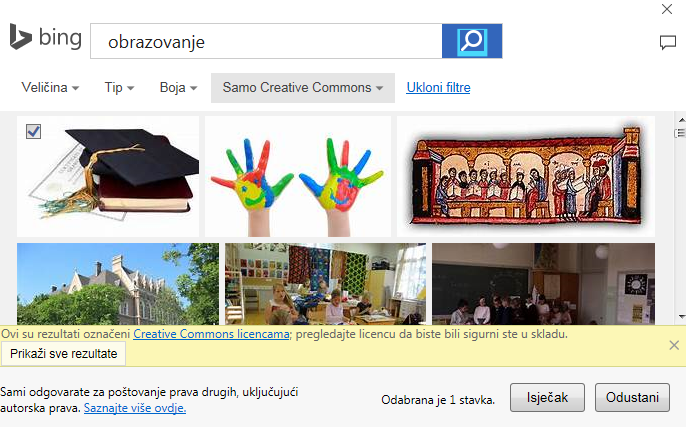 bing
obrazovanje
Veličina Tip Boja Samo Creative Commons Ukloni filtre
Ovi su rezultati označeni Creative Commons licencama; pregledajte licencu da biste bili sigurni ste u skladu.
Prikaži sve rezultate
Sami odgovarate za poštovanje prava drugih, uključujući
autorska prava. Saznajte više ovdje.
Odabrana je 1 stavka.
Isječak
Odustani